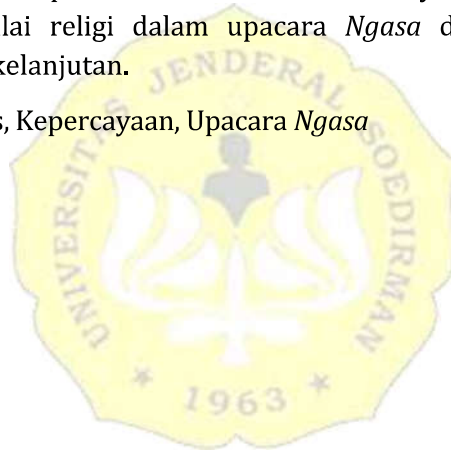 lai religi dalam upacara Ngasa d
kelanjutan.
s, Kepercayaan, Upacara Ngasa
UNIVERSITAS JENDERAL SOEDIRMAN
* 1963 *